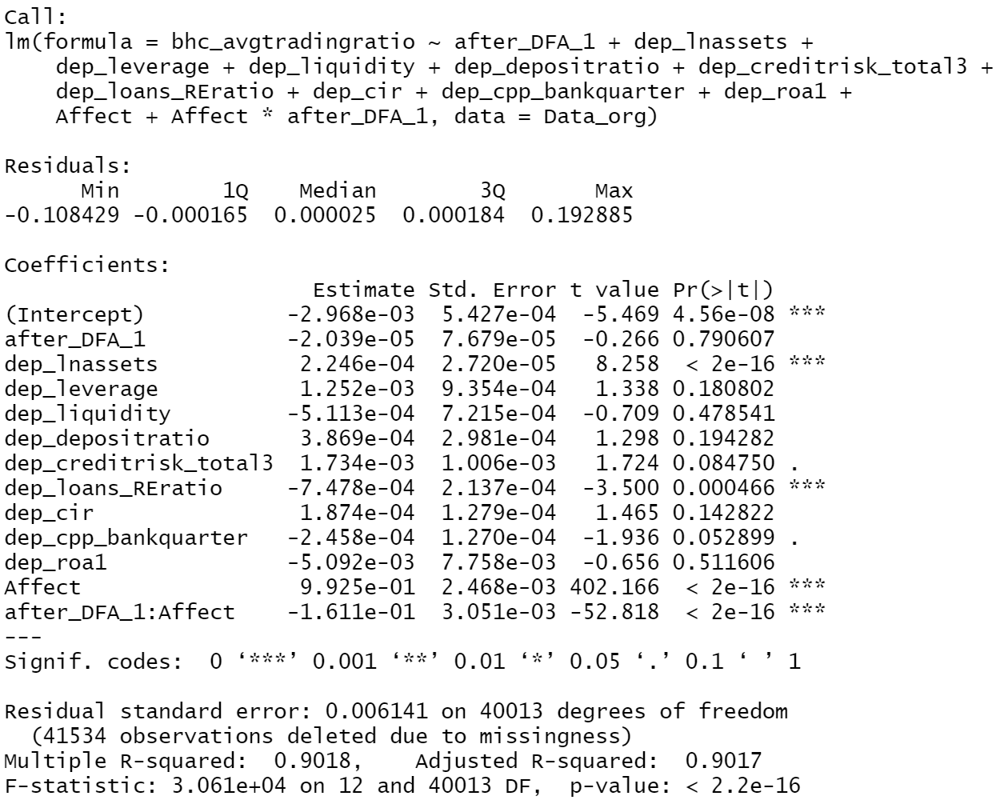 Call:
lm(formula = bhc_avgtradingratio ~ after_DFA_1 + dep_lnassets +
    dep_leverage + dep_liquidity + dep_depositratio + dep_creditrisk_total3 +
    dep_loans_REratio + dep_cir + dep_cpp_bankquarter + dep_roa1 +
    Affect + Affect * after_DFA_1, data = Data_org)

Residuals:
      Min        1Q    Median        3Q       Max
-0.108429 -0.000165  0.000025  0.000184  0.192885

Coefficients:
                        Estimate Std. Error t value Pr(>|t|)
(Intercept)           -2.968e-03  5.427e-04  -5.469 4.56e-08 ***
after_DFA_1           -2.039e-05  7.679e-05  -0.266 0.790607
dep_lnassets           2.246e-04  2.720e-05   8.258  < 2e-16 ***
dep_leverage           1.252e-03  9.354e-04   1.338 0.180802
dep_liquidity         -5.113e-04  7.215e-04  -0.709 0.478541
dep_depositratio       3.869e-04  2.981e-04   1.298 0.194282
dep_creditrisk_total3  1.734e-03  1.006e-03   1.724 0.084750 .
dep_loans_REratio     -7.478e-04  2.137e-04  -3.500 0.000466 ***
dep_cir                1.874e-04  1.279e-04   1.465 0.142822
dep_cpp_bankquarter   -2.458e-04  1.270e-04  -1.936 0.052899 .
dep_roa1              -5.092e-03  7.758e-03  -0.656 0.511606
Affect                 9.925e-01  2.468e-03 402.166  < 2e-16 ***
after_DFA_1:Affect    -1.611e-01  3.051e-03 -52.818  < 2e-16 ***
---
Signif. codes:  0 ‘***’ 0.001 ‘**’ 0.01 ‘*’ 0.05 ‘.’ 0.1 ‘ ’ 1

Residual standard error: 0.006141 on 40013 degrees of freedom
  (41534 observations deleted due to missingness)
Multiple R-squared:  0.9018,    Adjusted R-squared:  0.9017
F-statistic: 3.061e+04 on 12 and 40013 DF,  p-value: < 2.2e-16